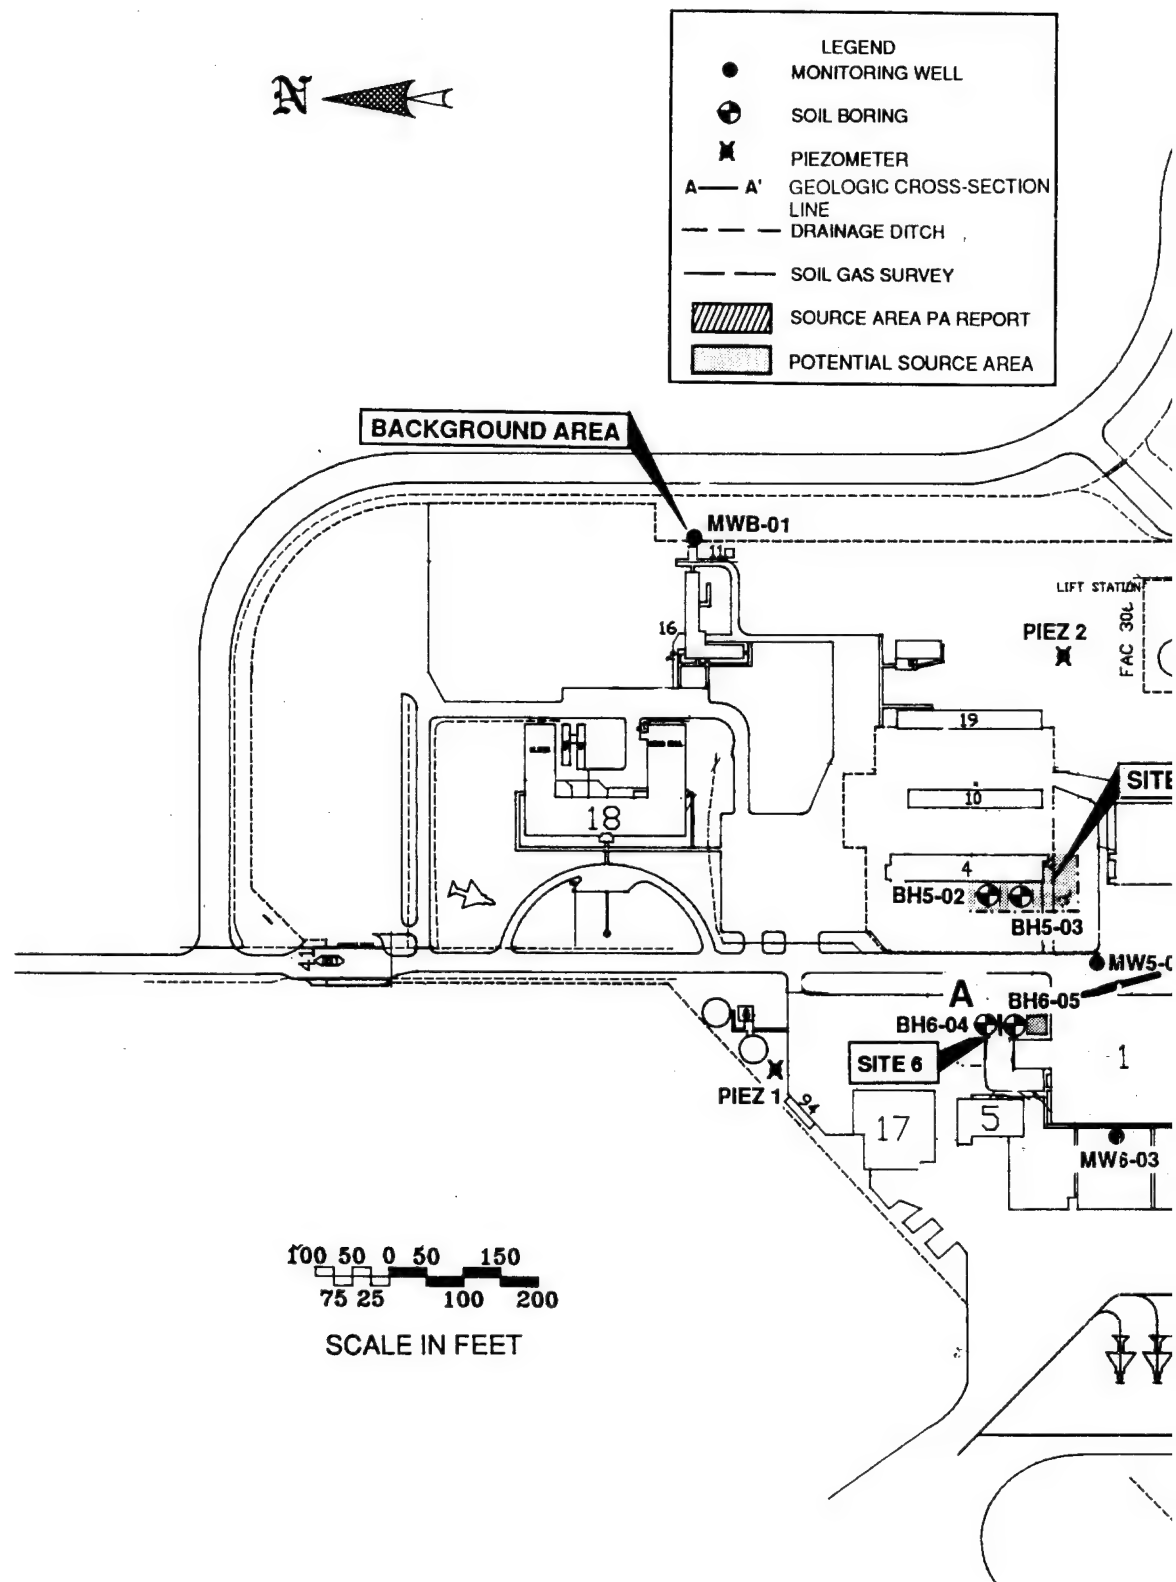 LEGEND
MONITORING WELL
SOIL BORING
PIEZOMETER
A A' GEOLOGIC CROSS-SECTION
LINE
DRAINAGE DITCH
SOIL GAS SURVEY
SOURCE AREA PA REPORT
POTENTIAL SOURCE AREA
N
BACKGROUND AREA
MWB-01
11
LIFT STATION
FAC 306
16
PIEZ 2
19
SITE
10
18
4
BH5-02
BH5-03
41
MW5-0
A
BH6-05
BH6-04
SITE 6
1
PIEZ 1
94
17
5
MW6-03
100 50 0 50 150
75 25 100 200
SCALE IN FEET